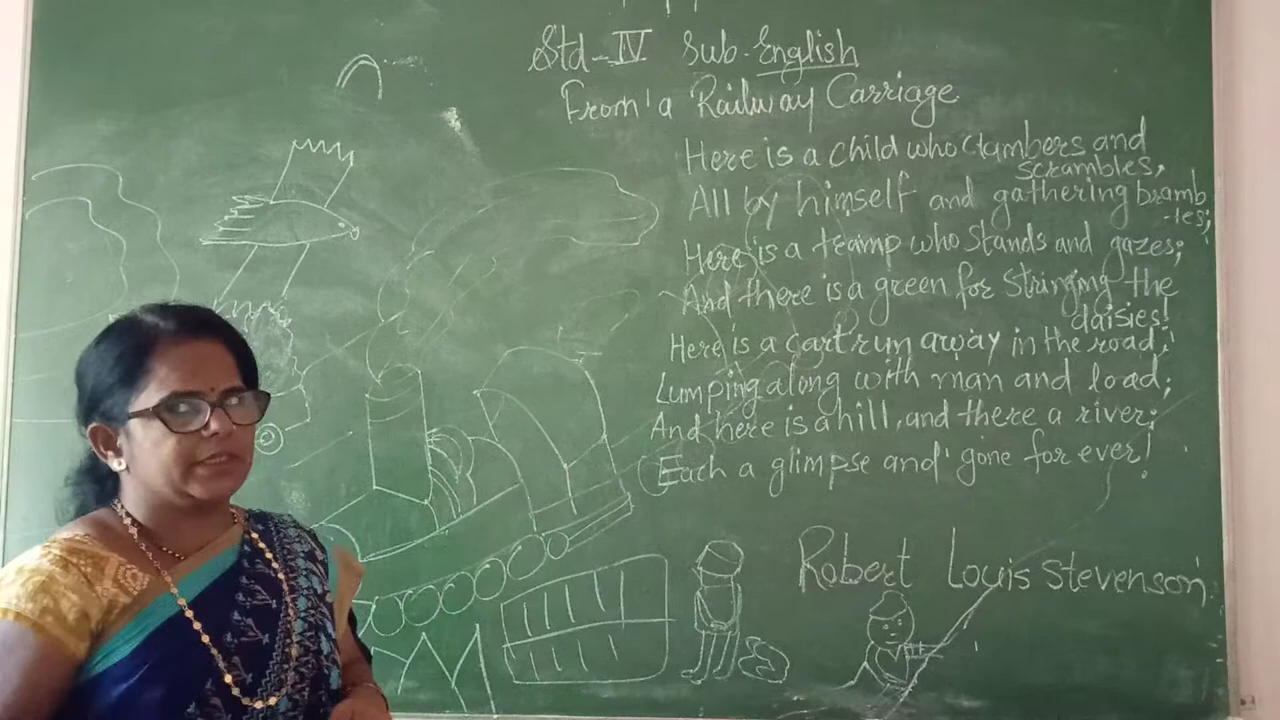 Std-IV Sub-English
From a Railway Carriage
Here is a child who clambers and
scrambles,
All by himself and gathering bramb
-les;
Here is a teamp who stands and gazes;
And there is a green for stringing the
daisies!
Here is a cart run away in the road;
Lumping along with man and load;
And here is a hill, and there a river:
Each a glimpse and gone for ever!
Robert Louis Stevenson